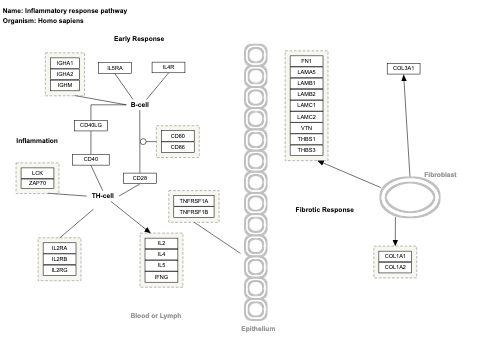 Name: Inflammatory response pathway
Organism: Homo sapiens
Early Response
IGHA1
IGHA2
IGHM
IL5RA
IL4R
B-cell
CD40LG
CD80
CD86
Inflammation
CD40
LCK
ZAP70
CD28
TH-cell
TNFRSF1A
TNFRSF1B
IL2RA
IL2RB
IL2RG
IL2
IL4
IL5
IFNG
Blood or Lymph
Epithelium
FN1
LAMA5
LAMB1
LAMB2
LAMC1
LAMC2
VTN
THBS1
THBS3
COL3A1
Fibroblast
Fibrotic Response
COL1A1
COL1A2